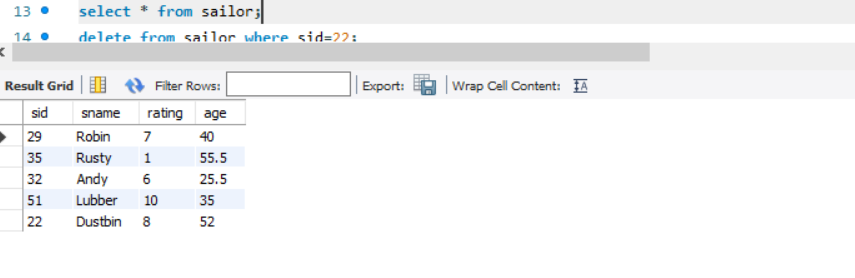 13 select * from sailor;
14 delete from sailor where sid=22;
Result Grid Filter Rows: Export: Wrap Cell Content: IA
sid sname rating age
29 Robin 7 40
35 Rusty 1 55.5
32 Andy 6 25.5
51 Lubber 10 35
22 Dustbin 8 52